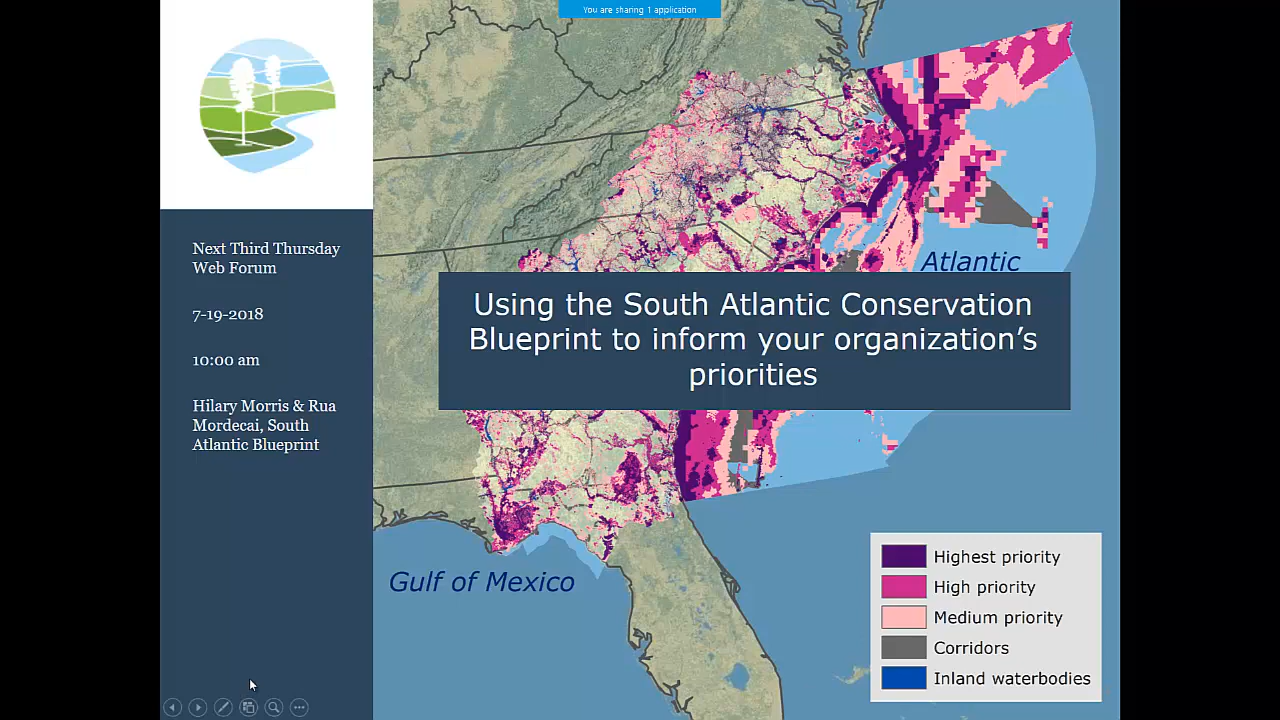 You are sharing 1 application
Next Third Thursday
Web Forum
7-19-2018
10:00 am
Hilary Morris & Rua
Mordecai, South
Atlantic Blueprint
Atlantic
Using the South Atlantic Conservation
Blueprint to inform your organization's
priorities
Gulf of Mexico
Highest priority
High priority
Medium priority
Corridors
Inland waterbodies